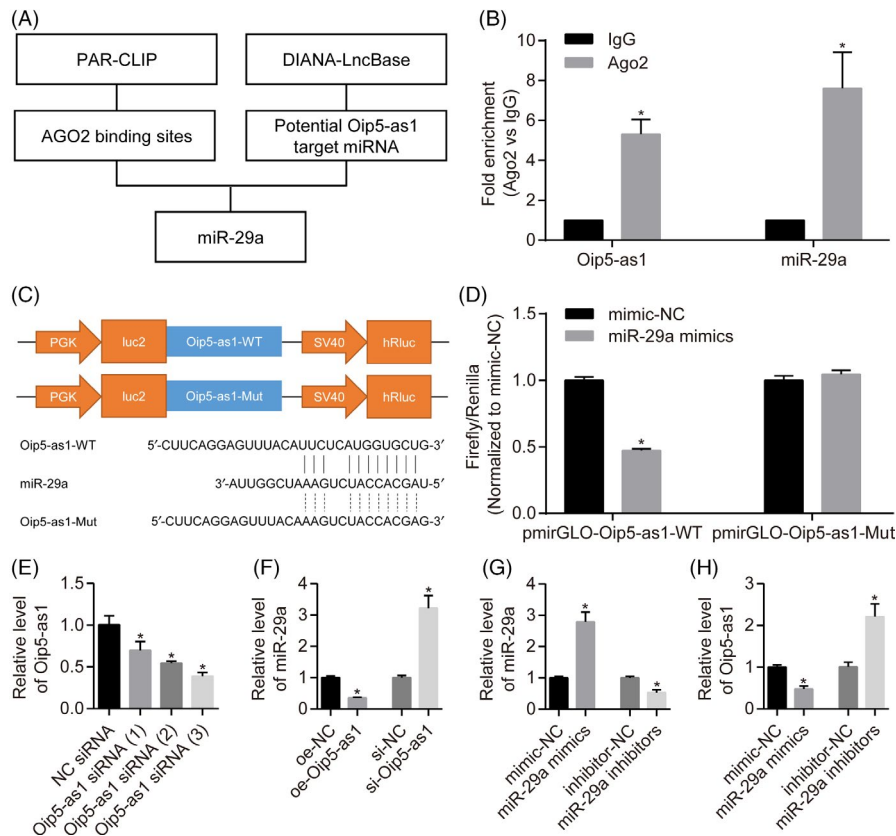 (A)
PAR-CLIP
DIANA-LncBase
AGO2 binding sites
Potential Oip5-as1
target miRNA
miR-29a
(B)
IgG
Ago2
Fold enrichment
(Ago2 vs IgG)
10
8
6
4
2
0
*
*
Oip5-as1
miR-29a
(C)
PGK
luc2
Oip5-as1-WT
SV40
hRluc
PGK
luc2
Oip5-as1-Mut
SV40
hRluc
Oip5-as1-WT
5′-CUUCAGGAGUUUACAUUCUCAUGGUGCUG-3′
miR-29a
3′-AUUGGCUAAAGUCUACCACGAU-5′
Oip5-as1-Mut
5′-CUUCAGGAGUUUACAAAGUCUACCACGAG-3′
(D)
mimic-NC
miR-29a mimics
Firefly/Renilla
(Normalized to mimic-NC)
1.5
1.0
0.5
0.0
*
pmirGLO-Oip5-as1-WT
pmirGLO-Oip5-as1-Mut
(E)
Relative level
of Oip5-as1
1.5
1.0
0.5
0.0
*
*
*
NC siRNA
Oip5-as1 siRNA (1)
Oip5-as1 siRNA (2)
Oip5-as1 siRNA (3)
(F)
Relative level
of miR-29a
4
3
2
1
0
*
*
oe-NC
oe-Oip5-as1
si-NC
si-Oip5-as1
(G)
Relative level
of miR-29a
4
3
2
1
0
*
*
mimic-NC
miR-29a mimics
inhibitor-NC
miR-29a inhibitors
(H)
Relative level
of Oip5-as1
3
2
1
0
*
*
mimic-NC
miR-29a mimics
inhibitor-NC
miR-29a inhibitors